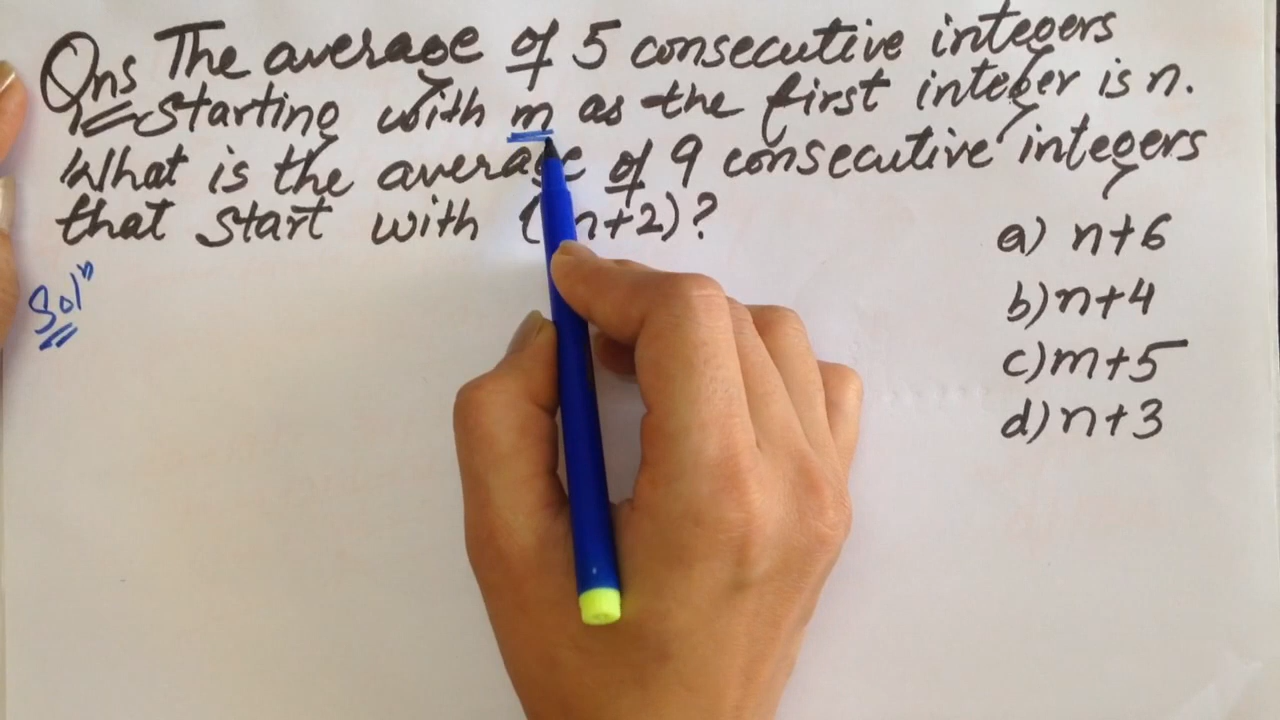 Qns The average of 5 consecutive integers
starting with m as the first integer is n.
What is the average of 9 consecutive integers
that start with ( n+2)?
a) n+6
b) n+4
c) m+5
d) n+3
Solⁿ